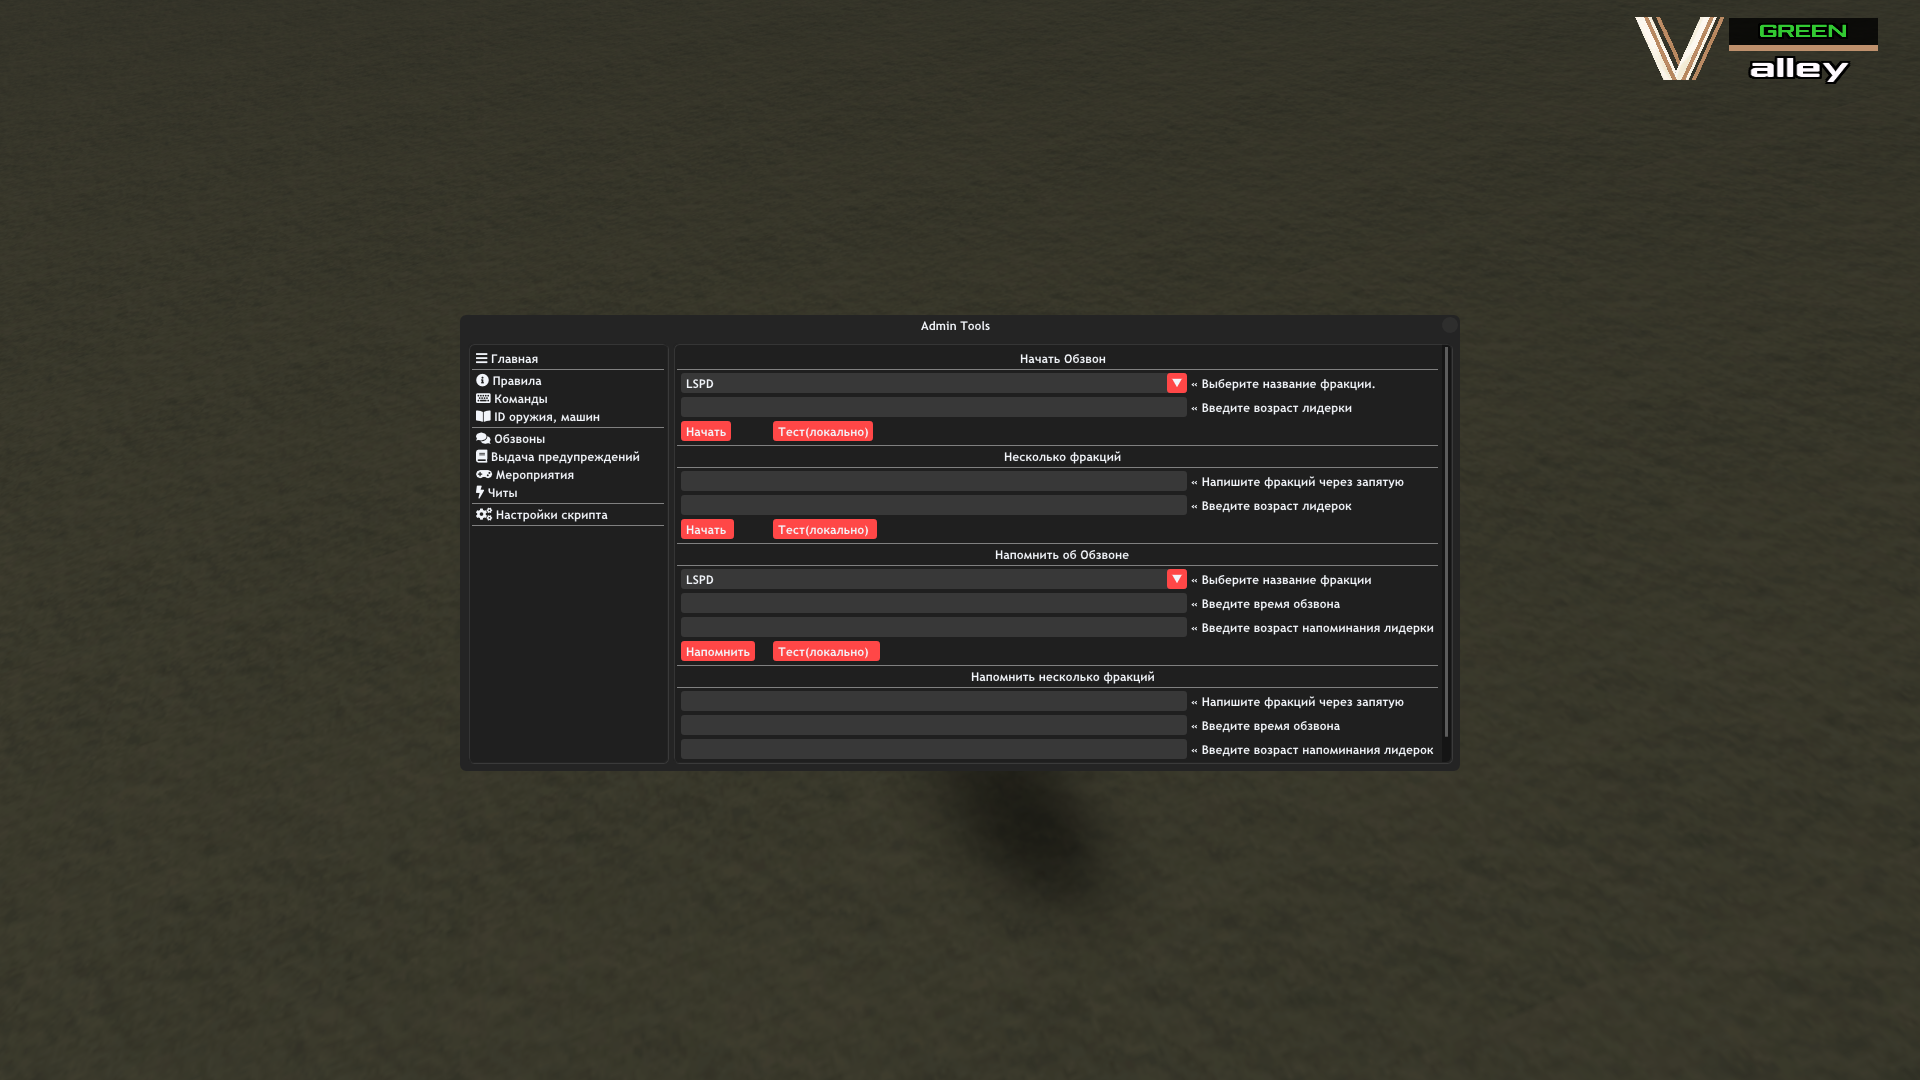 GREEN
alley
Admin Tools
Главная
Правила
Команды
ID оружия, машин
Обзвоны
Выдача предупреждений
Мероприятия
Читы
Настройки скрипта
Начать Обзвон
LSPD
« Выберите название фракции.
« Введите возраст лидерки
Начать
Тест(локально)
Несколько фракций
« Напишите фракций через запятую
« Введите возраст лидерок
Начать
Тест(локально)
Напомнить об Обзвоне
LSPD
« Выберите название фракции
« Введите время обзвона
« Введите возраст напоминания лидерки
Напомнить
Тест(локально)
Напомнить несколько фракций
« Напишите фракций через запятую
« Введите время обзвона
« Введите возраст напоминания лидерок